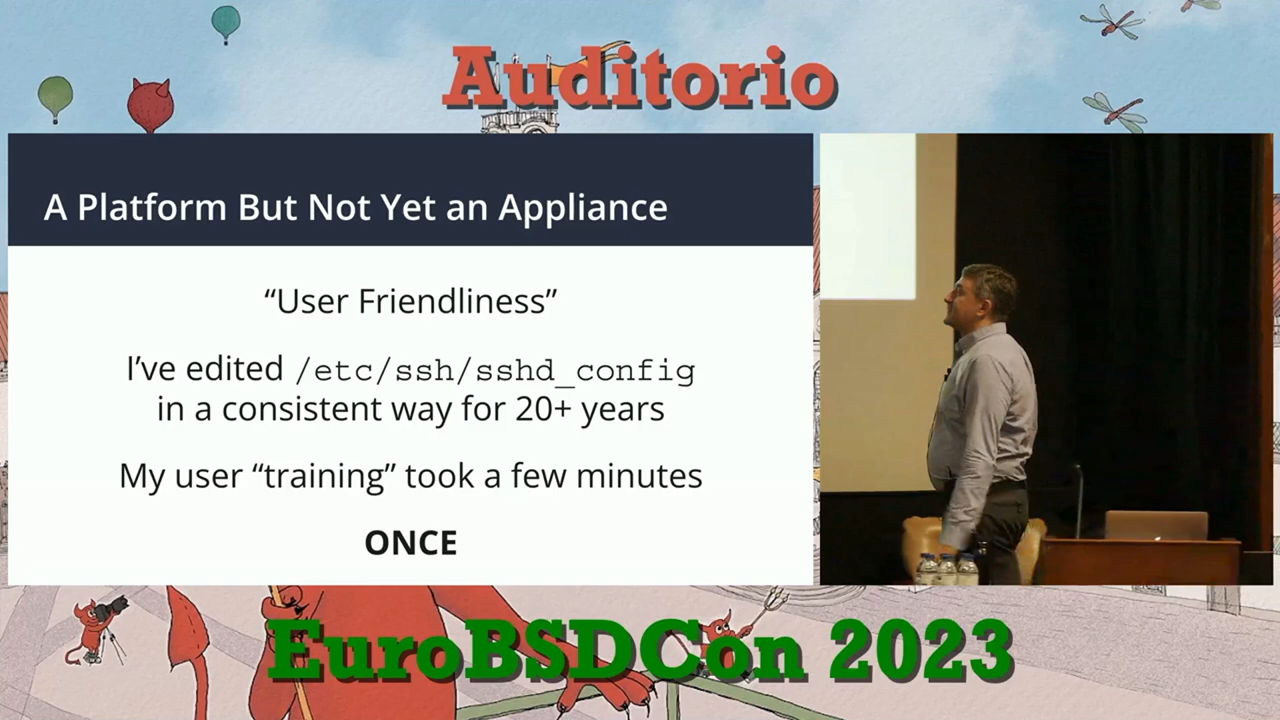 Auditorio
A Platform But Not Yet an Appliance
“User Friendliness”
I’ve edited /etc/ssh/sshd_config
in a consistent way for 20+ years
My user “training” took a few minutes
ONCE
EuroBSDCon 2023